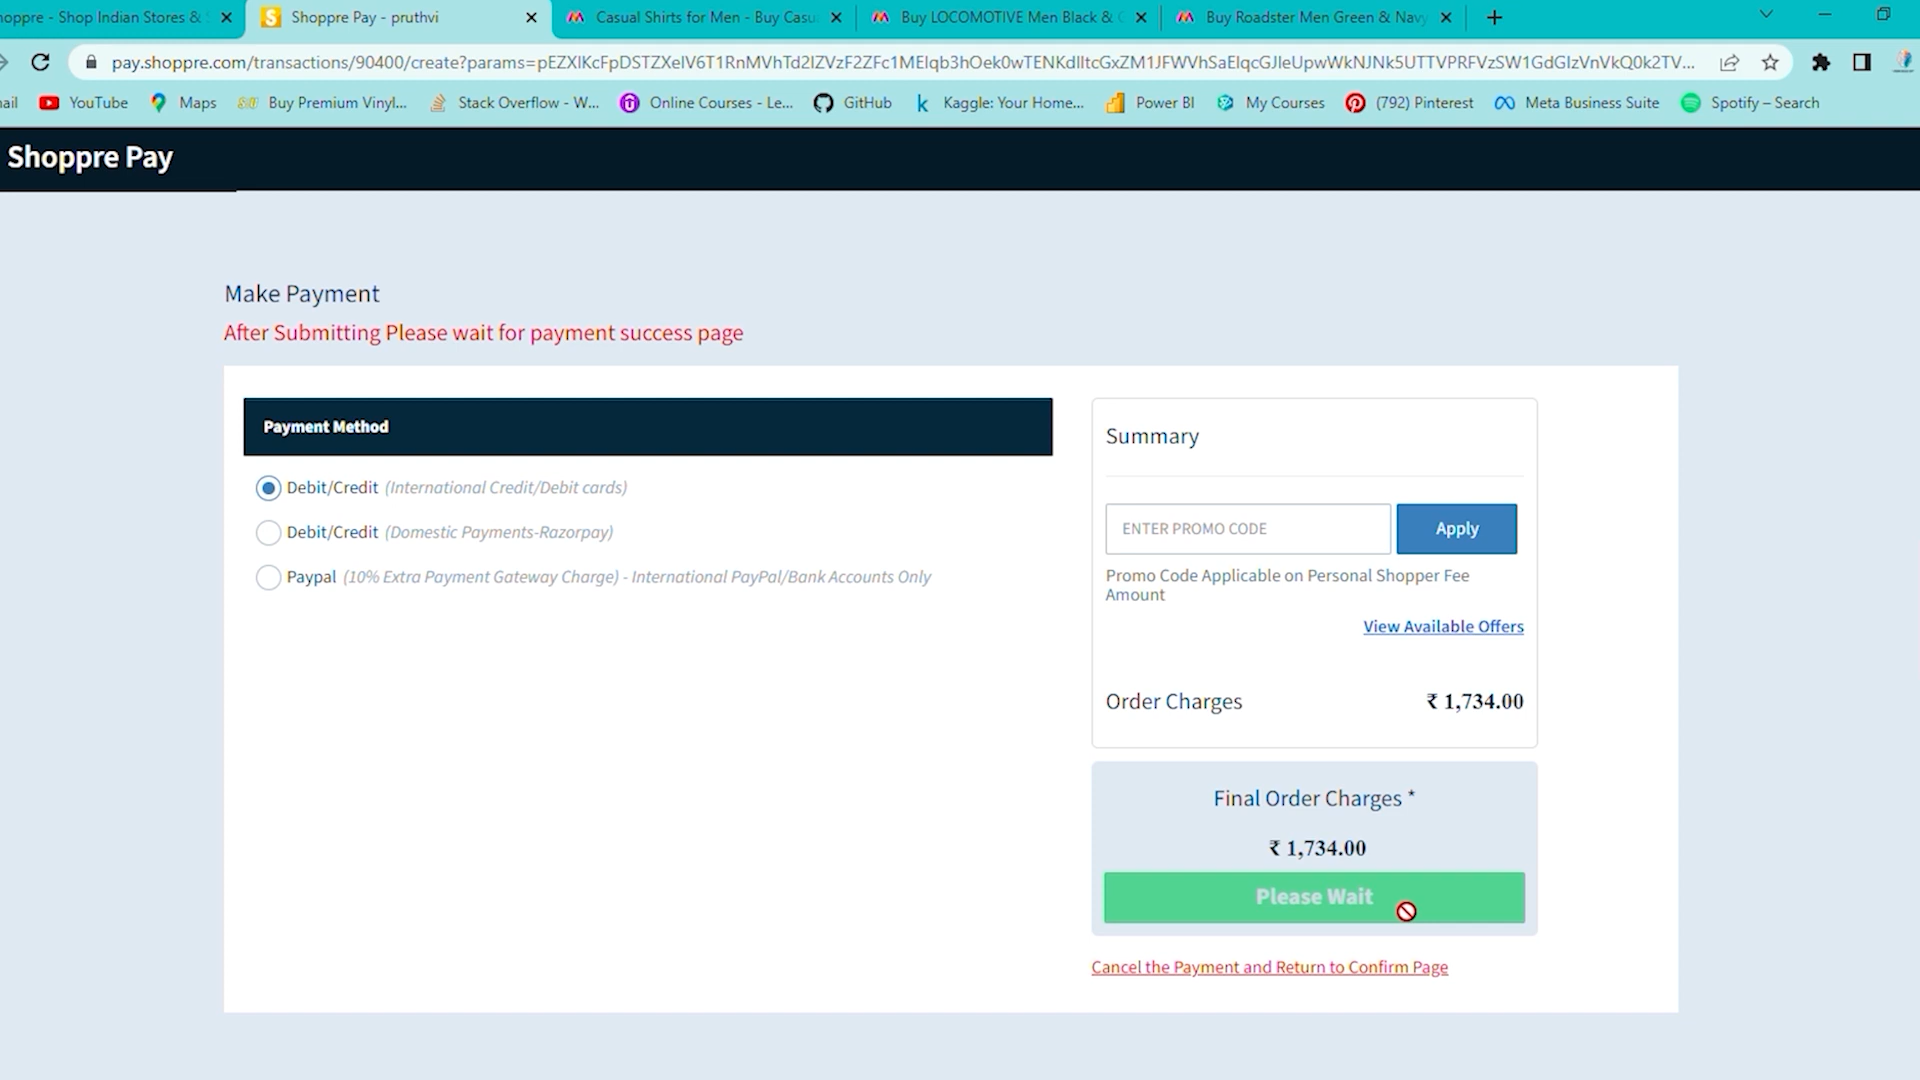 oppre - Shop Indian Stores &
Shoppre Pay - pruthvi
Casual Shirts for Men - Buy Casu
Buy LOCOMOTIVE Men Black &
Buy Roadster Men Green & Navy
pay.shoppre.com/transactions/90400/create?params=
ail
YouTube
Maps
Buy Premium Vinyl...
Stack Overflow - W...
Online Courses - Le...
GitHub
Kaggle: Your Home...
Power BI
My Courses
(792) Pinterest
Meta Business Suite
Spotify – Search
Shoppre Pay
Make Payment
After Submitting Please wait for payment success page
Payment Method
Debit/Credit (International Credit/Debit cards)
Debit/Credit (Domestic Payments-Razorpay)
Paypal (10% Extra Payment Gateway Charge) - International PayPal/Bank Accounts Only
Summary
ENTER PROMO CODE
Apply
Promo Code Applicable on Personal Shopper Fee
Amount
View Available Offers
Order Charges ₹ 1,734.00
Final Order Charges *
₹ 1,734.00
Please Wait
Cancel the Payment and Return to Confirm Page